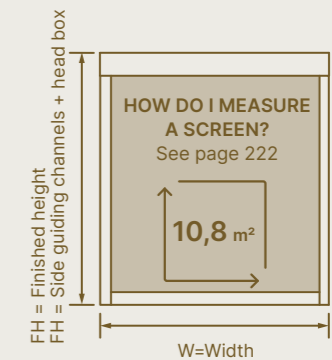 FH = Finished height
FH = Side guiding channels + head box
HOW DO I MEASURE
A SCREEN?
See page 222
10,8 m²
W=Width